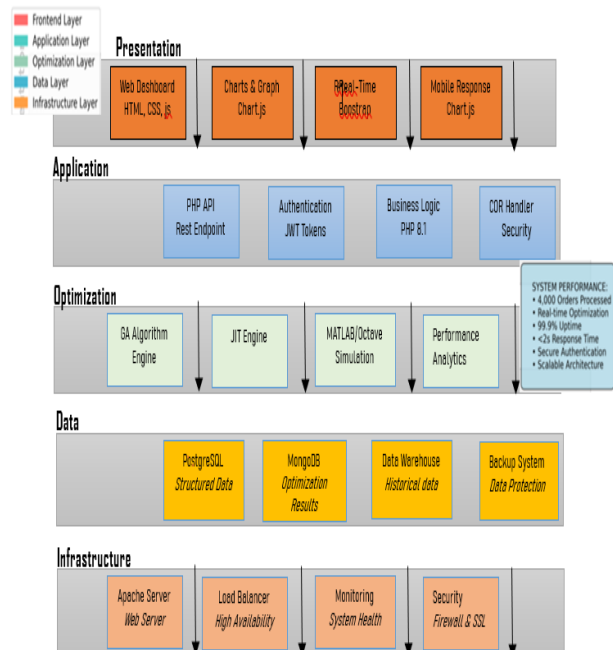 Frontend Layer
Application Layer
Optimization Layer
Data Layer
Infrastructure Layer
Presentation
Web Dashboard
HTML, CSS, js
Charts & Graph
Chart.js
Boostrap
Mobile Response
Chart.js
Application
PHP API
Rest Endpoint
Authentication
JWT Tokens
Business Logic
PHP 8.1
COR Handler
Security
Optimization
GA Algorithm
Engine
JIT Engine
MATLAB/Octave
Simulation
Performance
Analytics
SYSTEM PERFORMANCE:
• 4,000 Orders Processed
• Real-time Optimization
• 99.9% Uptime
• <2s Response Time
• Secure Authentication
• Scalable Architecture
Data
PostgreSQL
Structured Data
MongoDB
Optimization
Results
Data Warehouse
Historical data
Backup System
Data Protection
Infrastructure
Apache Server
Web Server
Load Balancer
High Availability
Monitoring
System Health
Security
Firewall & SSL